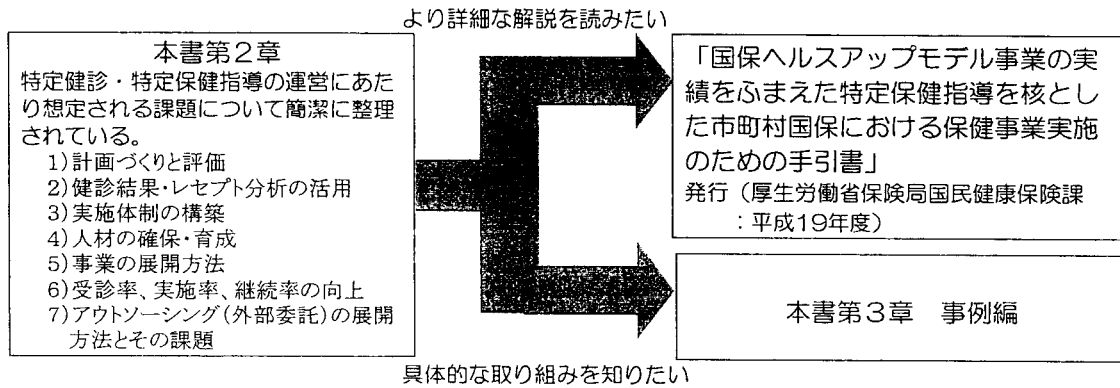 より詳細な解説を読みたい
本書第2章
特定健診・特定保健指導の運営にあた
り想定される課題について簡潔に整理
されている。
1)計画づくりと評価
2)健診結果・レセプト分析の活用
3)実施体制の構築
4)人材の確保・育成
5)事業の展開方法
6)受診率、実施率、継続率の向上
7)アウトソーシング(外部委託)の展開
方法とその課題
「国保ヘルスアップモデル事業の実
績をふまえた特定保健指導を核とし
た市町村国保における保健事業実施
のための手引書」
発行（厚生労働省保険局国民健康保険課
：平成19年度）
本書第3章　事例編
具体的な取り組みを知りたい